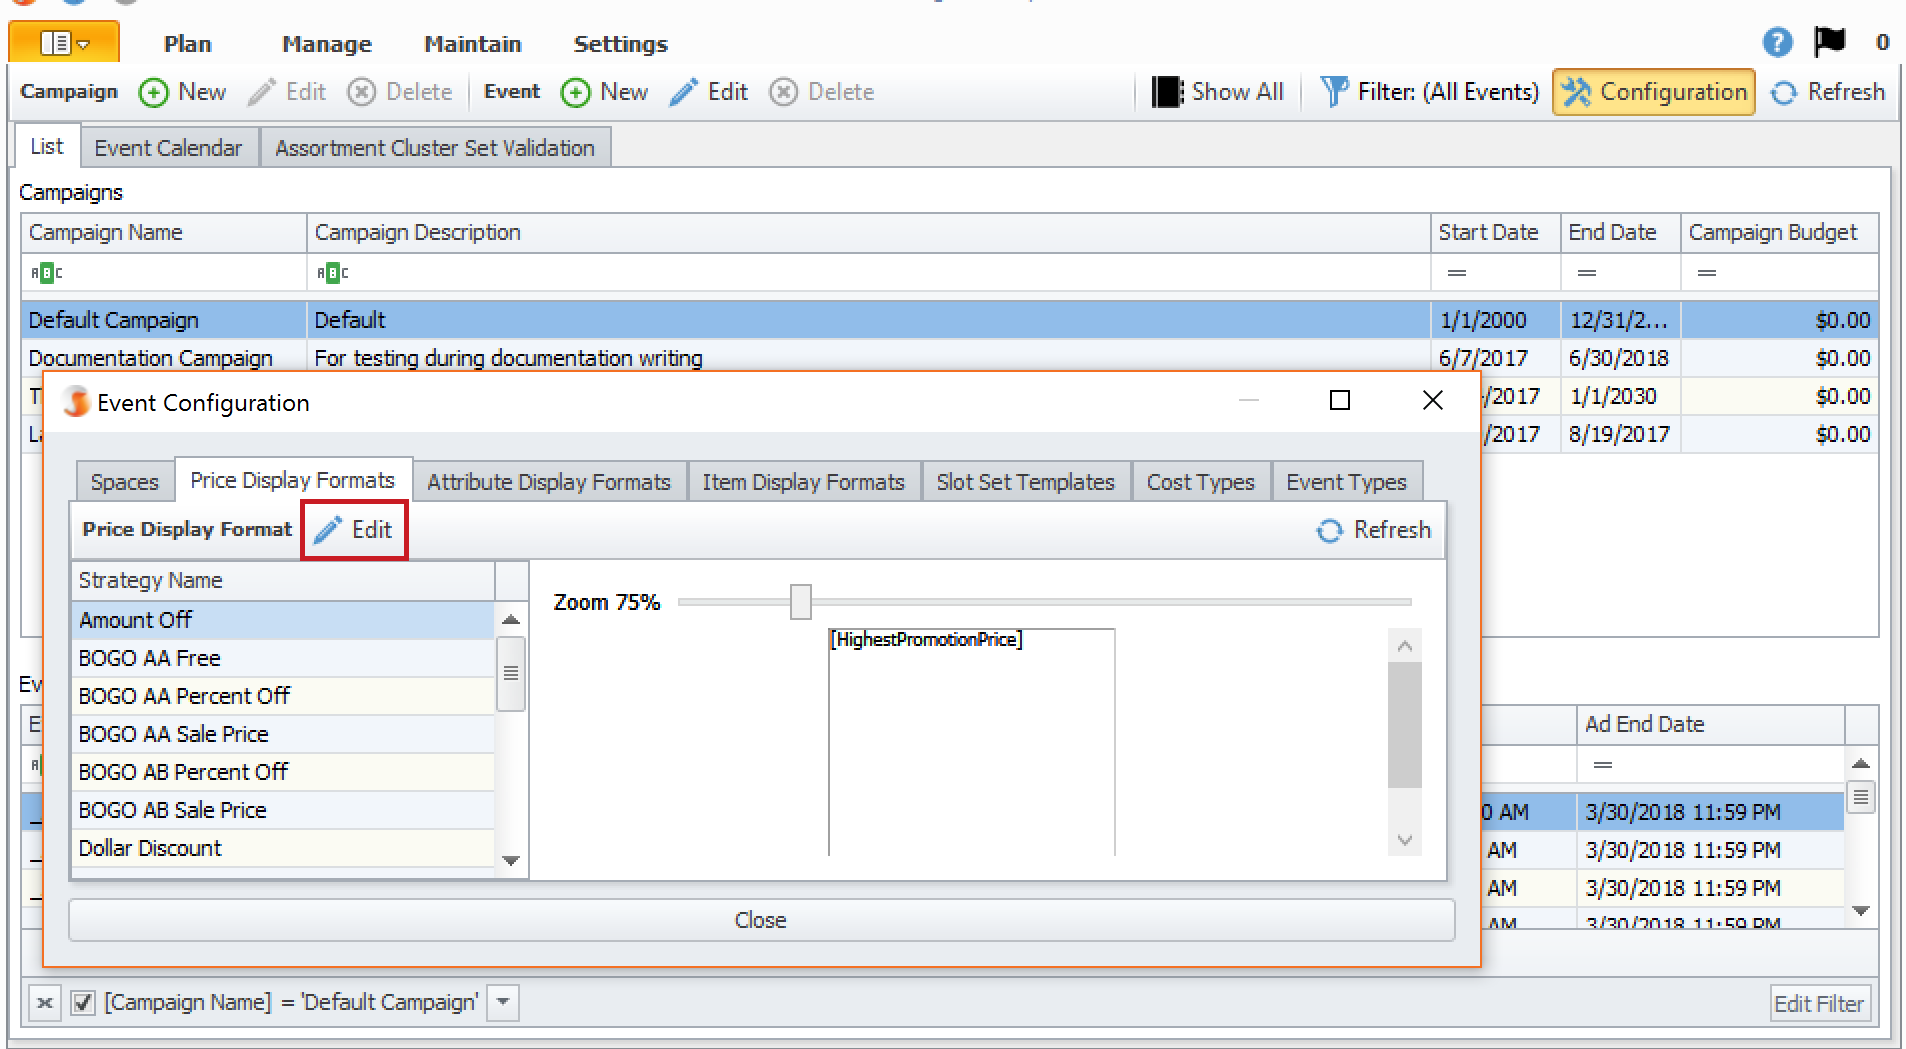 Plan Manage Maintain Settings ? 0
Campaign New Edit Delete Event New Edit Delete Show All Filter: (All Events) Configuration Refresh
List Event Calendar Assortment Cluster Set Validation
Campaigns
Campaign Name Campaign Description Start Date End Date Campaign Budget
ABC ABC = = =
Default Campaign Default 1/1/2000 12/31/2... $0.00
Documentation Campaign For testing during documentation writing 6/7/2017 6/30/2018 $0.00
/2017 1/1/2030 $0.00
/2017 8/19/2017 $0.00
Event Configuration
Spaces Price Display Formats Attribute Display Formats Item Display Formats Slot Set Templates Cost Types Event Types
Price Display Format Edit Refresh
Strategy Name
Amount Off
BOGO AA Free
BOGO AA Percent Off
BOGO AA Sale Price
BOGO AB Percent Off
BOGO AB Sale Price
Dollar Discount
Zoom 75%
[HighestPromotionPrice]
Close
Ad End Date
=
0 AM 3/30/2018 11:59 PM
AM 3/30/2018 11:59 PM
AM 3/30/2018 11:59 PM
AM 3/30/2018 11:59 PM
[Campaign Name] = 'Default Campaign' Edit Filter